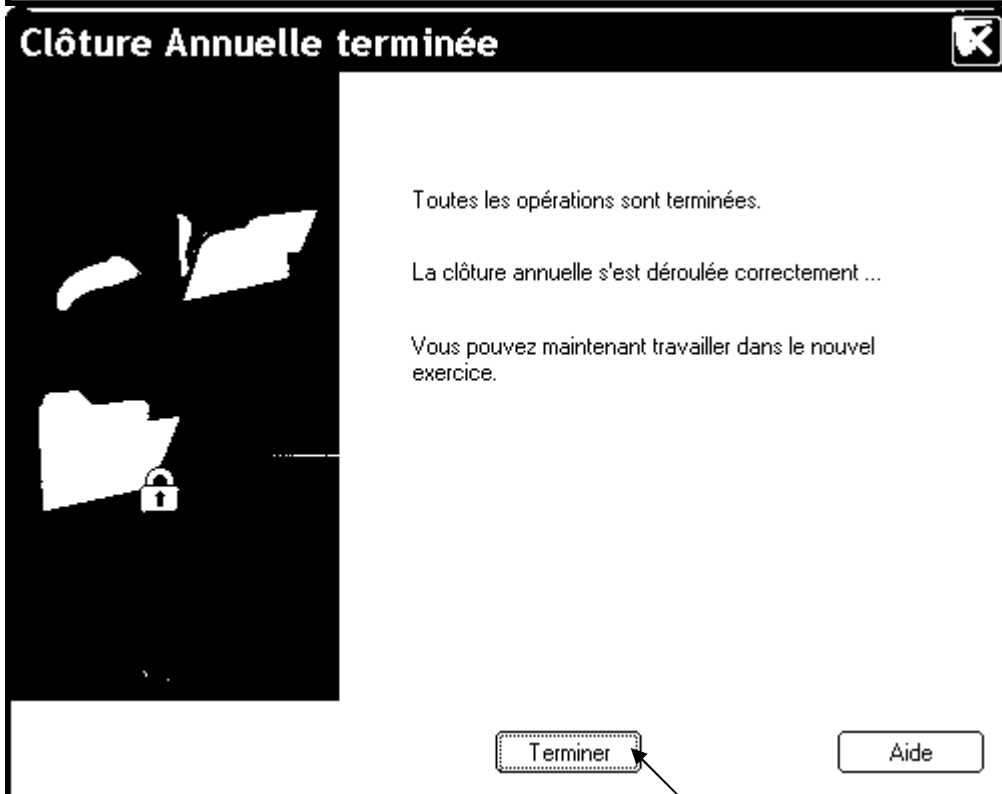 Clôture Annuelle terminée
Toutes les opérations sont terminées.
La clôture annuelle s'est déroulée correctement ...
Vous pouvez maintenant travailler dans le nouvel
exercice.
Terminer
Aide